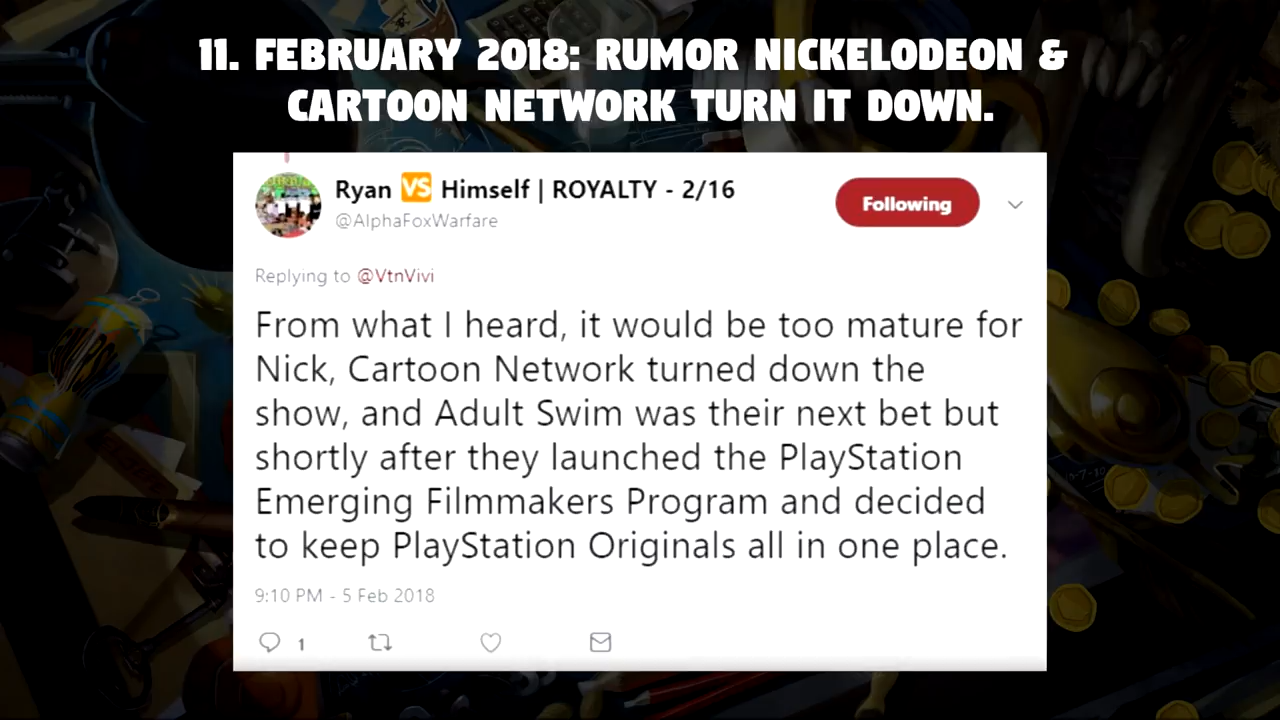 11. FEBRUARY 2018: RUMOR NICKELODEON &
CARTOON NETWORK TURN IT DOWN.
Ryan 🆚 Himself | ROYALTY - 2/16
Following
@AlphaFoxWarfare
Replying to @VtnVivi
From what I heard, it would be too mature for
Nick, Cartoon Network turned down the
show, and Adult Swim was their next bet but
shortly after they launched the PlayStation
Emerging Filmmakers Program and decided
to keep PlayStation Originals all in one place.
9:10 PM - 5 Feb 2018
1